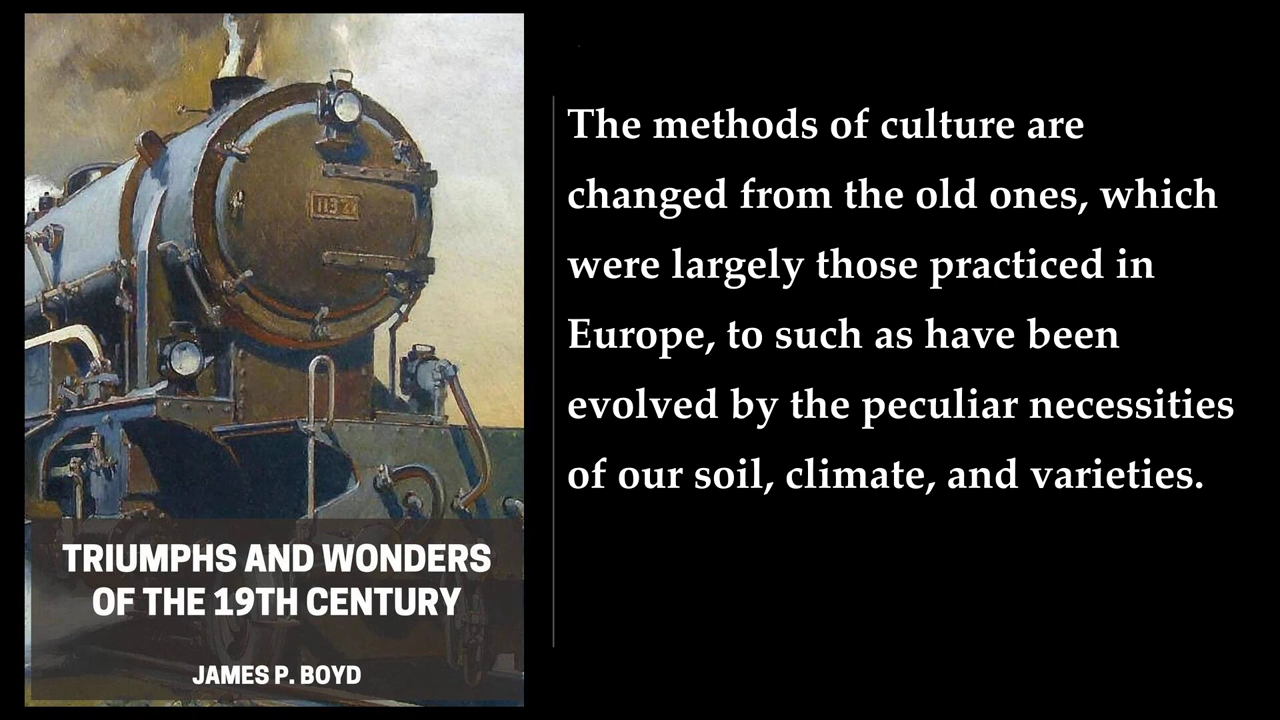 The methods of culture are
changed from the old ones, which
were largely those practiced in
Europe, to such as have been
evolved by the peculiar necessities
of our soil, climate, and varieties.
TRIUMPHS AND WONDERS
OF THE 19TH CENTURY
JAMES P. BOYD